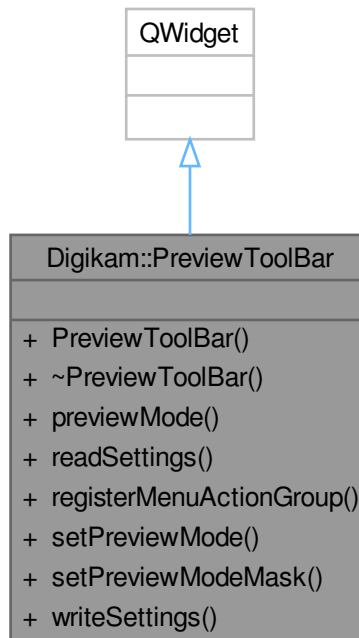 QWidget
Digikam::PreviewToolBar
+ PreviewToolBar()
+ ~PreviewToolBar()
+ previewMode()
+ readSettings()
+ registerMenuActionGroup()
+ setPreviewMode()
+ setPreviewModeMask()
+ writeSettings()